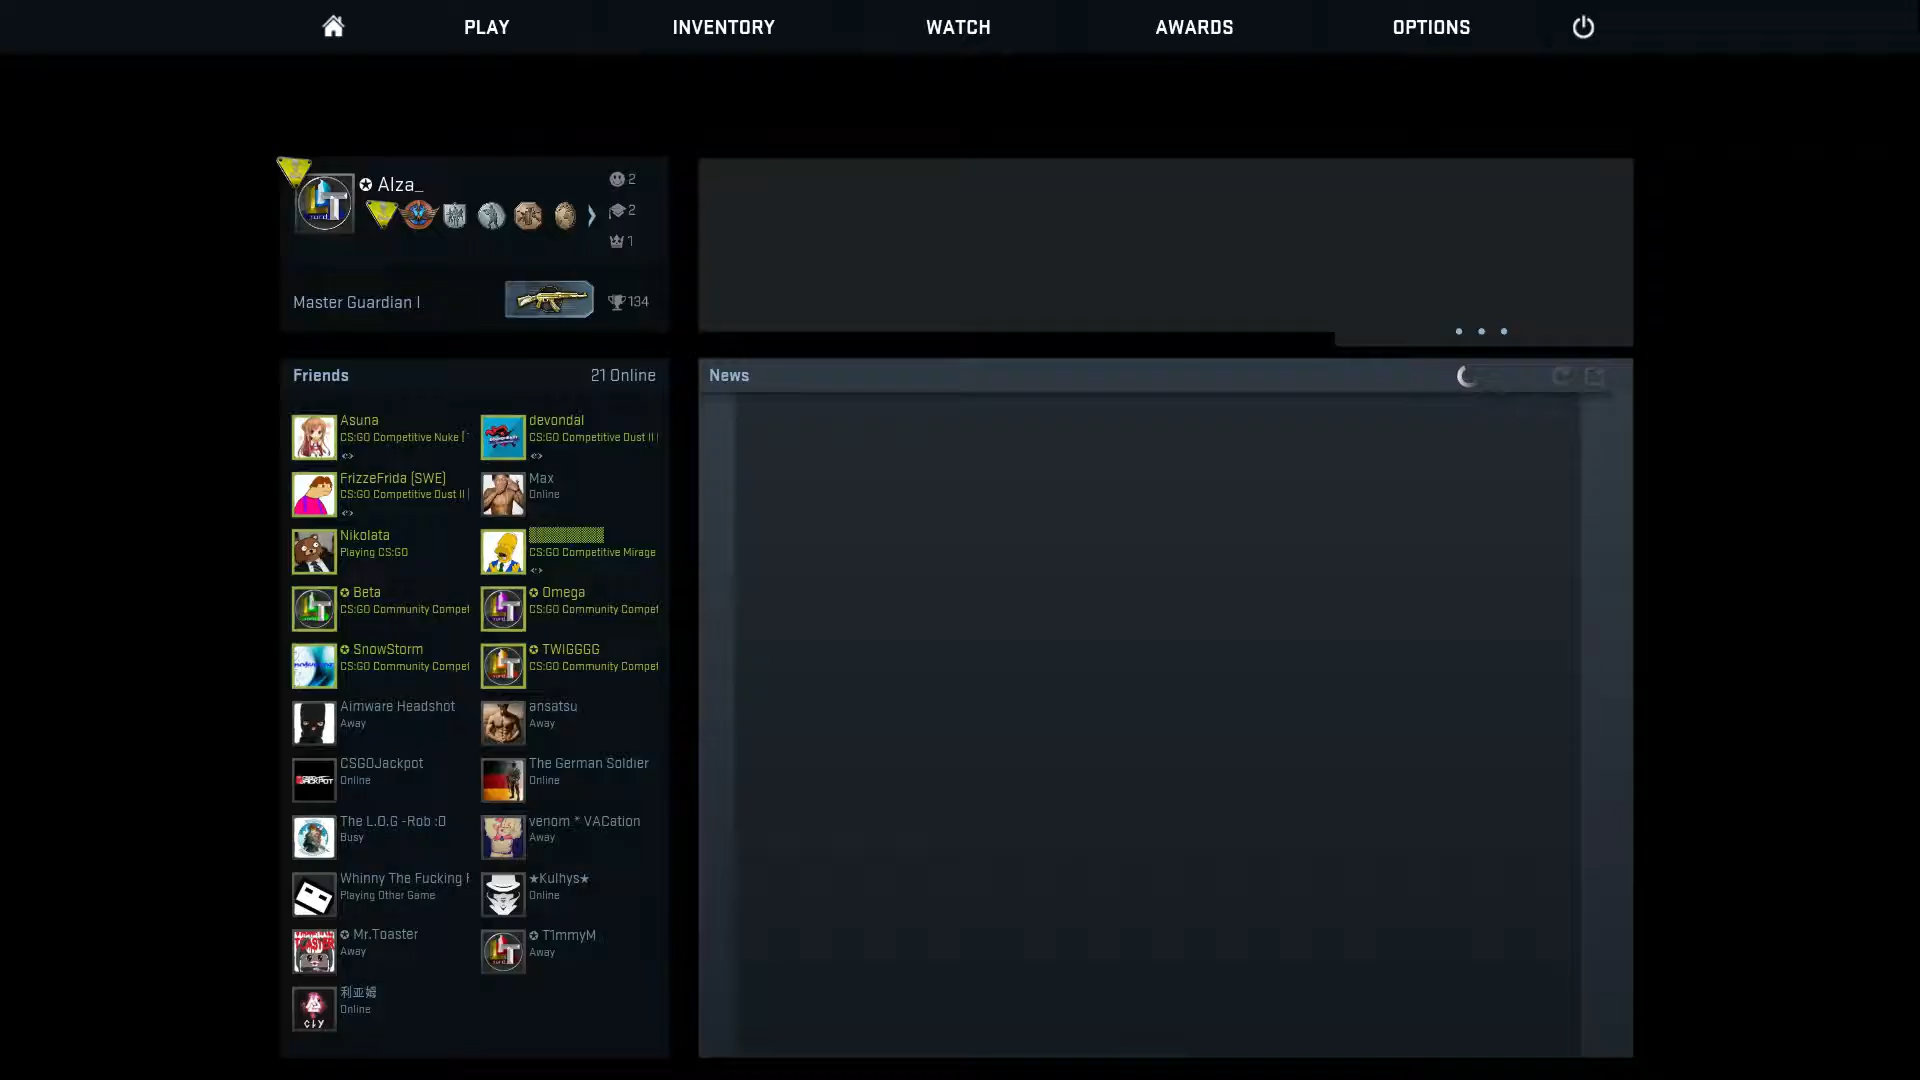 PLAY
INVENTORY
WATCH
AWARDS
OPTIONS
Alza_
2
2
1
Master Guardian I
134
Friends
21 Online
News
Asuna
CS:GO Competitive Nuke [
devondal
CS:GO Competitive Dust II
FrizzeFrida (SWE)
CS:GO Competitive Dust II
Max
Online
Nikolata
Playing CS:GO
▒▒▒▒▒▒▒▒▒▒
CS:GO Competitive Mirage
Beta
CS:GO Community Compet
Omega
CS:GO Community Compet
SnowStorm
CS:GO Community Compet
TWIGGGG
CS:GO Community Compet
Aimware Headshot
Away
ansatsu
Away
CSGOJackpot
Online
The German Soldier
Online
The L.O.G -Rob :D
Busy
venom * VACation
Away
Whinny The Fucking
Playing Other Game
★Kulhys★
Online
Mr.Toaster
Away
T1mmyM
Away
利亚姆
Online